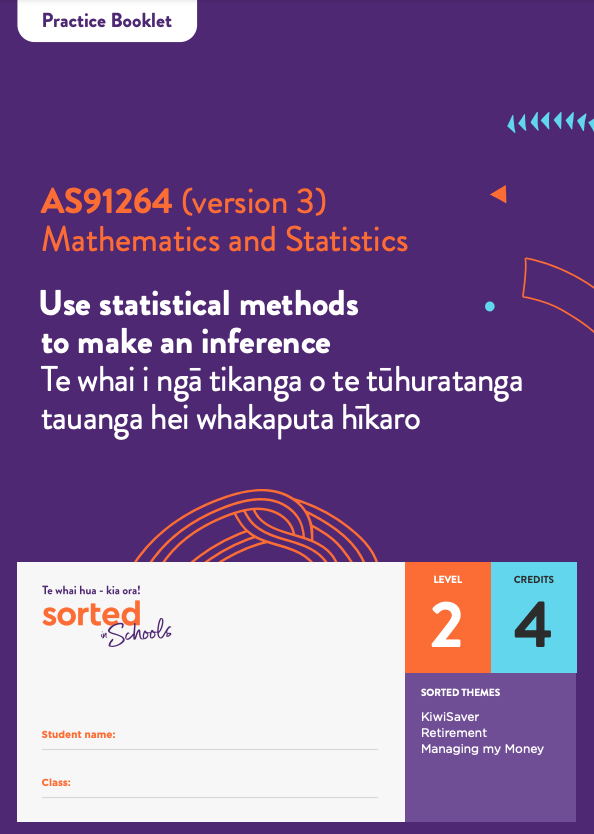 Practice Booklet
AS91264 (version 3)
Mathematics and Statistics
Use statistical methods
to make an inference
Te whai i ngā tikanga o te tūhuratanga
tauanga hei whakaputa hīkaro
Te whai hua - kia ora!
sorted
in Schools
LEVEL
2
CREDITS
4
SORTED THEMES
KiwiSaver
Retirement
Managing my Money
Student name:
Class: